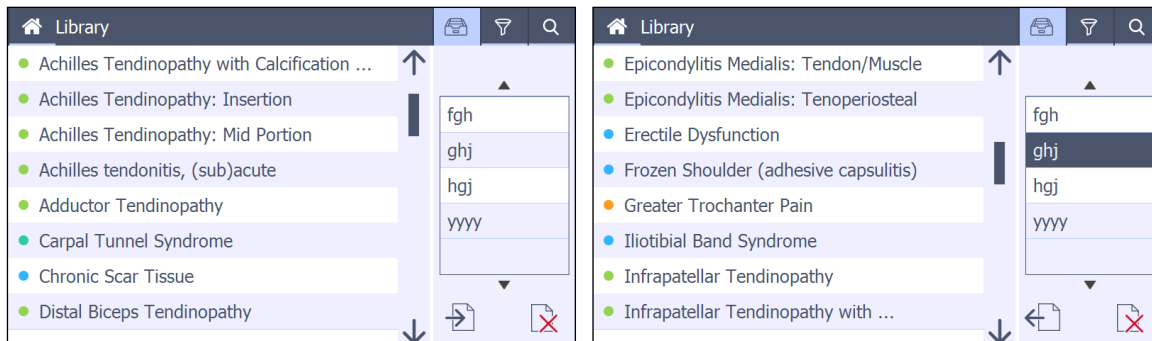 Library
Achilles Tendinopathy with Calcification ...
Achilles Tendinopathy: Insertion
Achilles Tendinopathy: Mid Portion
Achilles tendonitis, (sub)acute
Adductor Tendinopathy
Carpal Tunnel Syndrome
Chronic Scar Tissue
Distal Biceps Tendinopathy
fgh
ghj
hgj
yyyy
Library
Epicondylitis Medialis: Tendon/Muscle
Epicondylitis Medialis: Tenoperiosteal
Erectile Dysfunction
Frozen Shoulder (adhesive capsulitis)
Greater Trochanter Pain
Iliotibial Band Syndrome
Infrapatellar Tendinopathy
Infrapatellar Tendinopathy with ...
fgh
ghj
hgj
yyyy